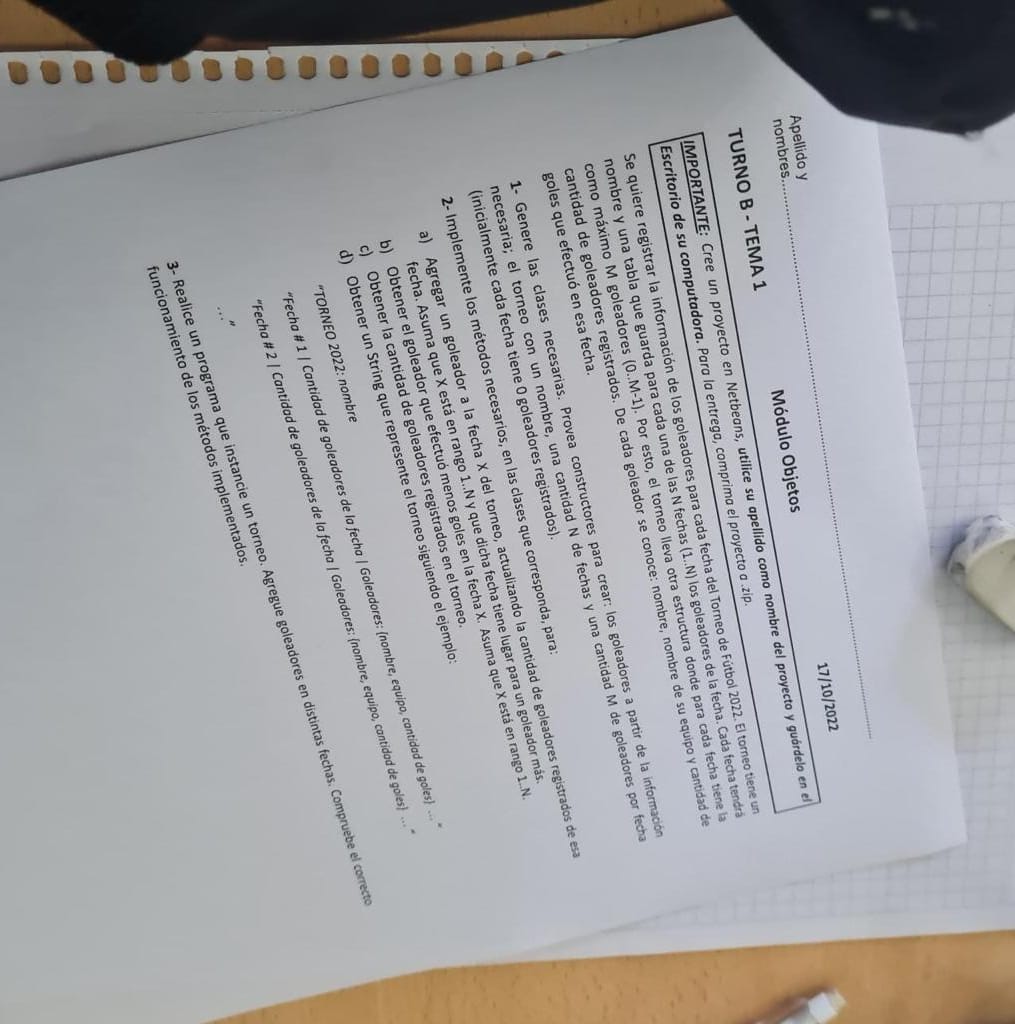 Apellido y
nombres.....................................................................................................
17/10/2022
TURNO B - TEMA 1
Módulo Objetos
IMPORTANTE: Cree un proyecto en Netbeans, utilice su apellido como nombre del proyecto y guárdelo en el
Escritorio de su computadora. Para la entrega, comprima el proyecto a .zip.
Se quiere registrar la información de los goleadores para cada fecha del Torneo de Fútbol 2022. El torneo tiene un
nombre y una tabla que guarda para cada una de las N fechas (1..N) los goleadores de la fecha. Cada fecha tendrá
como máximo M goleadores (0..M-1). Por esto, el torneo lleva otra estructura donde para cada fecha tiene la
cantidad de goleadores registrados. De cada goleador se conoce: nombre, nombre de su equipo y cantidad de
goles que efectuó en esa fecha.
1- Genere las clases necesarias. Provea constructores para crear: los goleadores a partir de la información
necesaria; el torneo con un nombre, una cantidad N de fechas y una cantidad M de goleadores por fecha
(inicialmente cada fecha tiene 0 goleadores registrados).
2- Implemente los métodos necesarios, en las clases que corresponda, para:
a) Agregar un goleador a la fecha X del torneo, actualizando la cantidad de goleadores registrados de esa
fecha. Asuma que X está en rango 1..N y que dicha fecha tiene lugar para un goleador más.
b) Obtener el goleador que efectuó menos goles en la fecha X. Asuma que X está en rango 1..N.
c) Obtener la cantidad de goleadores registrados en el torneo.
d) Obtener un String que represente el torneo siguiendo el ejemplo:
"TORNEO 2022: nombre
"Fecha # 1 | Cantidad de goleadores de la fecha | Goleadores: {nombre, equipo, cantidad de goles} ..."
"Fecha # 2 | Cantidad de goleadores de la fecha | Goleadores: {nombre, equipo, cantidad de goles} ..."
..."
3- Realice un programa que instancie un torneo. Agregue goleadores en distintas fechas. Compruebe el correcto
funcionamiento de los métodos implementados.